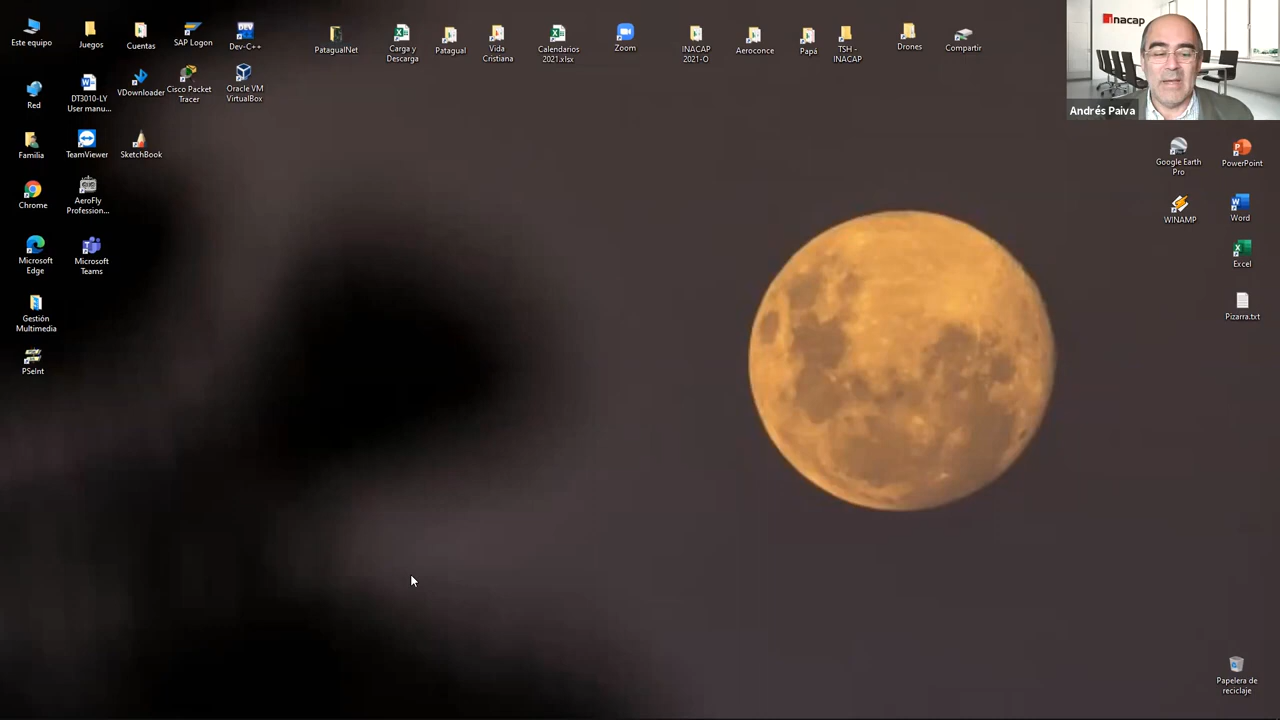 Este equipo
Juegos
Cuentas
SAP Logon
Dev-C++
PatagualNet
Carga y
Descarga
Patagual
Vida
Cristiana
Calendarios
2021.xlsx
Zoom
INACAP
2021-O
Aeroconce
Papá
TSH -
INACAP
Drones
Compartir
inacap
Andrés Paiva
Red
DT3010-LY
User manu...
VDownloader
Cisco Packet
Tracer
Oracle VM
VirtualBox
Familia
TeamViewer
SketchBook
Google Earth
Pro
PowerPoint
Chrome
AeroFly
Profession...
WINAMP
Word
Microsoft
Edge
Microsoft
Teams
Excel
Gestión
Multimedia
Pizarra.txt
PSeInt
Papelera de
reciclaje